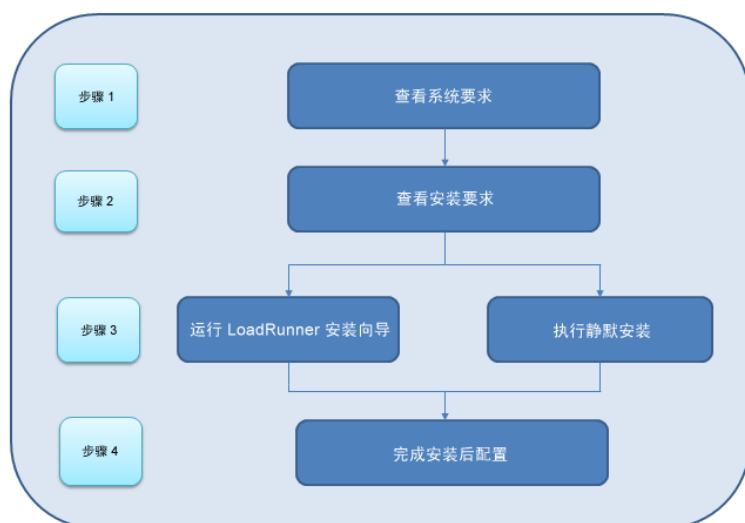 步骤 1
查看系统要求
步骤 2
查看安装要求
步骤 3
运行 LoadRunner 安装向导
执行静默安装
步骤 4
完成安装后配置